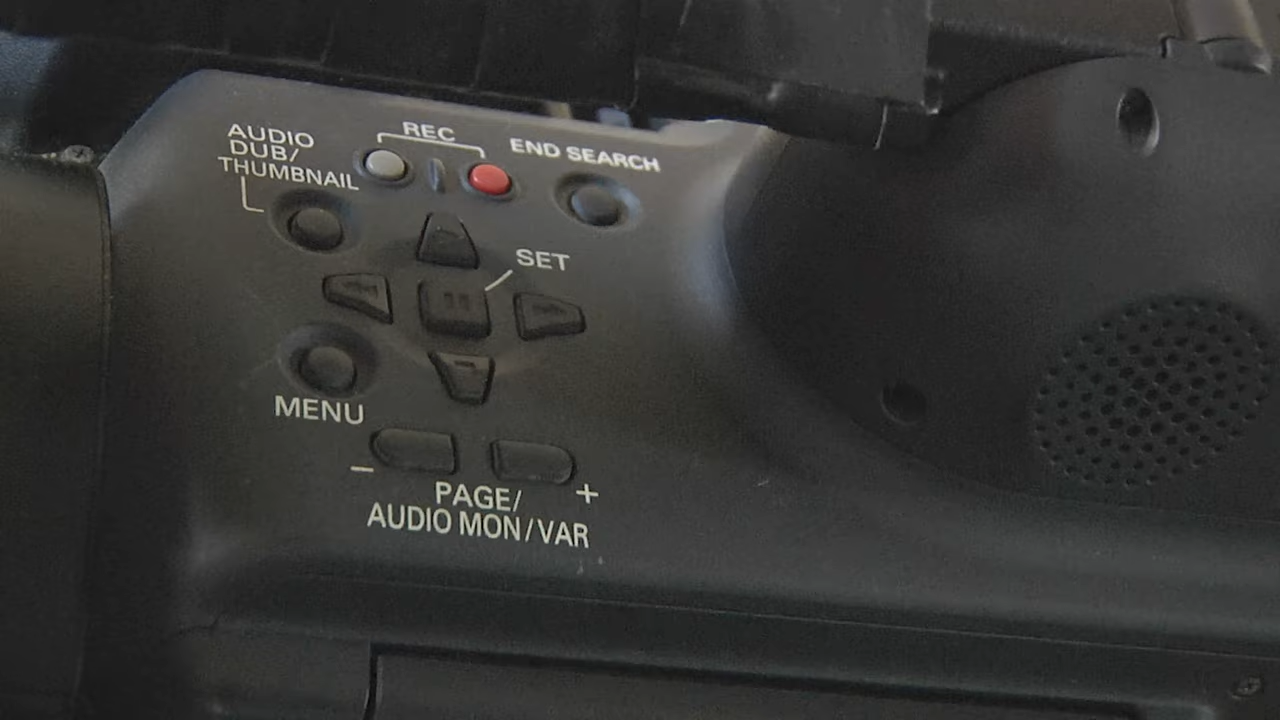 AUDIO
DUB/
THUMBNAIL
REC
END SEARCH
SET
MENU
−
+
PAGE/
AUDIO MON/VAR